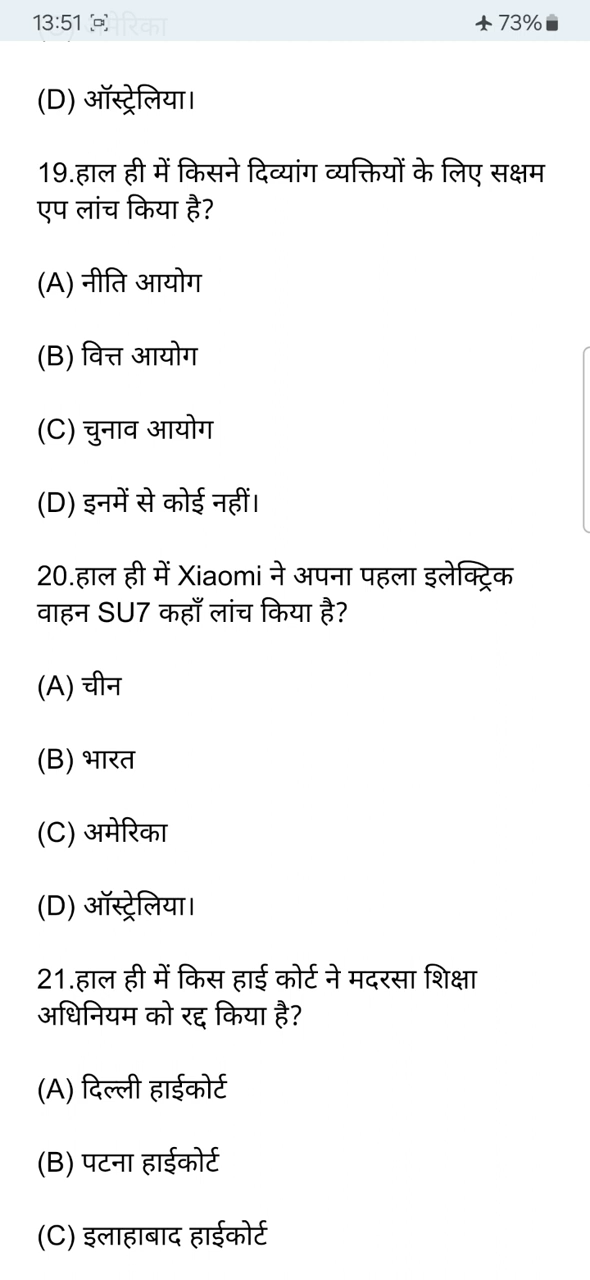 13:51
73%
(D) ऑस्ट्रेलिया।
19.हाल ही में किसने दिव्यांग व्यक्तियों के लिए सक्षम
एप लांच किया है?
(A) नीति आयोग
(B) वित्त आयोग
(C) चुनाव आयोग
(D) इनमें से कोई नहीं।
20.हाल ही में Xiaomi ने अपना पहला इलेक्ट्रिक
वाहन SU7 कहाँ लांच किया है?
(A) चीन
(B) भारत
(C) अमेरिका
(D) ऑस्ट्रेलिया।
21.हाल ही में किस हाई कोर्ट ने मदरसा शिक्षा
अधिनियम को रद्द किया है?
(A) दिल्ली हाईकोर्ट
(B) पटना हाईकोर्ट
(C) इलाहाबाद हाईकोर्ट